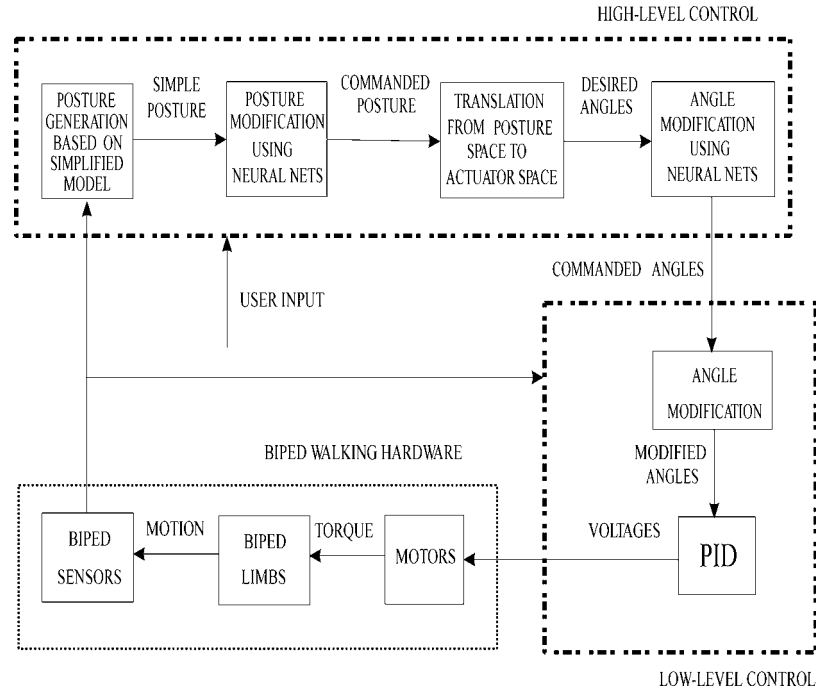 HIGH-LEVEL CONTROL
POSTURE
GENERATION
BASED ON
SIMPLIFIED
MODEL
SIMPLE
POSTURE
POSTURE
MODIFICATION
USING
NEURAL NETS
COMMANDED
POSTURE
TRANSLATION
FROM POSTURE
SPACE TO
ACTUATOR SPACE
DESIRED
ANGLES
ANGLE
MODIFICATION
USING
NEURAL NETS
USER INPUT
COMMANDED ANGLES
ANGLE
MODIFICATION
MODIFIED
ANGLES
PID
VOLTAGES
BIPED WALKING HARDWARE
BIPED
SENSORS
MOTION
BIPED
LIMBS
TORQUE
MOTORS
LOW-LEVEL CONTROL